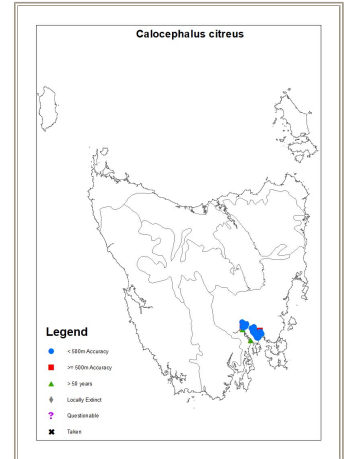 Calocephalus citreus
Legend
< 500m Accuracy
>= 500m Accuracy
> 50 years
Locally Extinct
Questionable
Taken